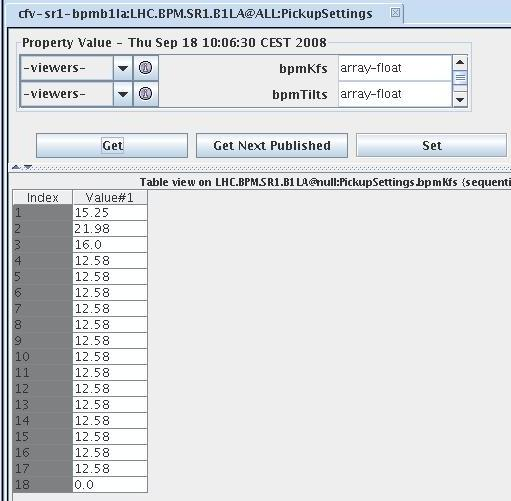 cfv-sr1-bpmb1la:LHC.BPM.SR1.B1LA@ALL:PickupSettings
Property Value - Thu Sep 18 10:06:30 CEST 2008
-viewers- bpmKfs array-float
-viewers- bpmTilts array-float
Get Get Next Published Set
Table view on LHC.BPM.SR1.B1LA@null:PickupSettings.bpmKfs (sequenti
Index Value#1
1 15.25
2 21.98
3 16.0
4 12.58
5 12.58
6 12.58
7 12.58
8 12.58
9 12.58
10 12.58
11 12.58
12 12.58
13 12.58
14 12.58
15 12.58
16 12.58
17 12.58
18 0.0